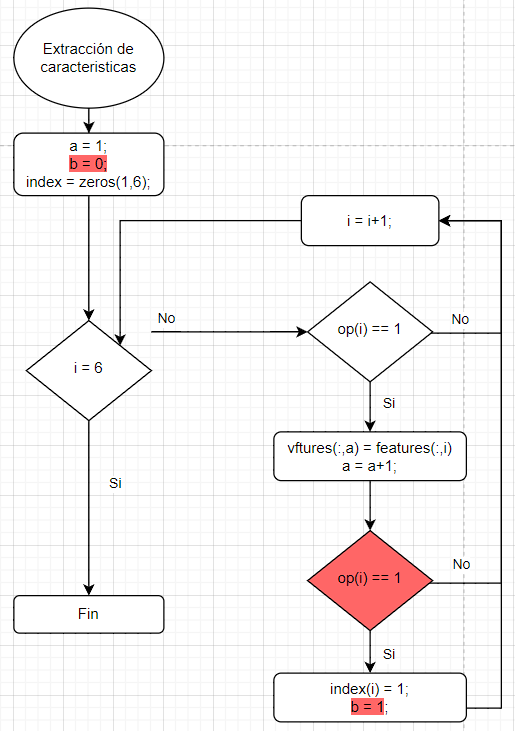 Extracción de
caracteristicas
a = 1;
b = 0;
index = zeros(1,6);
i = i+1;
No
op(i) == 1
No
i = 6
Si
vftures(:,a) = features(:,i)
a = a+1;
Si
op(i) == 1
No
Fin
Si
index(i) = 1;
b = 1;